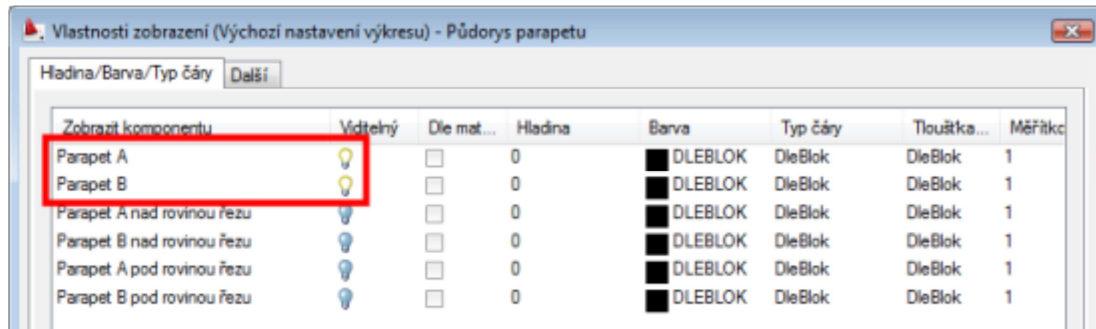 Vlastnosti zobrazení (Výchozí nastavení výkresu) - Půdorys parapetu
Hladina/Barva/Typ čáry Další
Zobrazit komponentu Viditelný Dle mat... Hladina Barva Typ čáry Tloušťka... Měřítkc
Parapet A 0 DLEBLOK DleBlok DleBlok 1
Parapet B 0 DLEBLOK DleBlok DleBlok 1
Parapet A nad rovinou řezu 0 DLEBLOK DleBlok DleBlok 1
Parapet B nad rovinou řezu 0 DLEBLOK DleBlok DleBlok 1
Parapet A pod rovinou řezu 0 DLEBLOK DleBlok DleBlok 1
Parapet B pod rovinou řezu 0 DLEBLOK DleBlok DleBlok 1